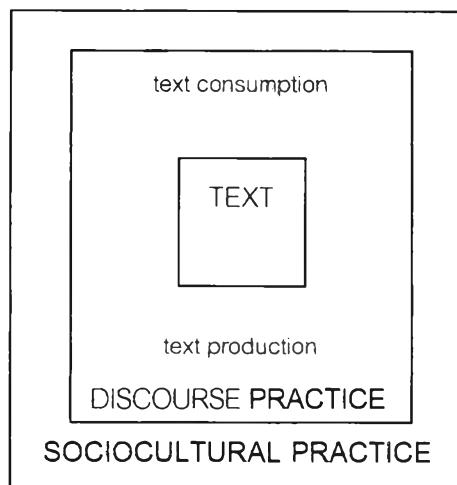 text consumption
TEXT
text production
DISCOURSE PRACTICE
SOCIOCULTURAL PRACTICE